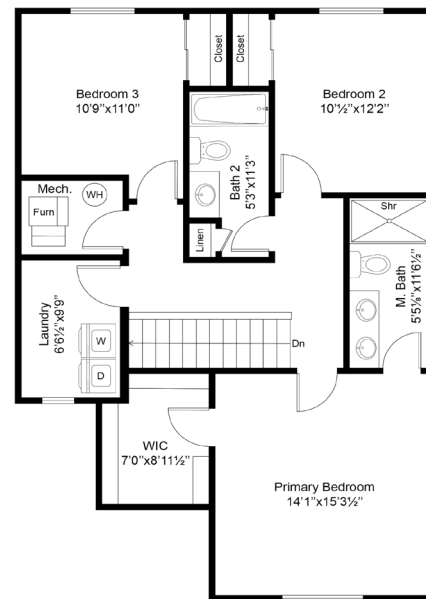 Closet
Closet
Bedroom 3
10'9"x11'0"
Bedroom 2
10'½"x12'2"
Bath 2
5'3"x11'3"
Mech.
WH
Furn
Linen
Shr
M. Bath
5'5⅞"x11'6½"
Laundry
6'6½"x9'9"
W
D
Dn
WIC
7'0"x8'11½"
Primary Bedroom
14'1"x15'3½"